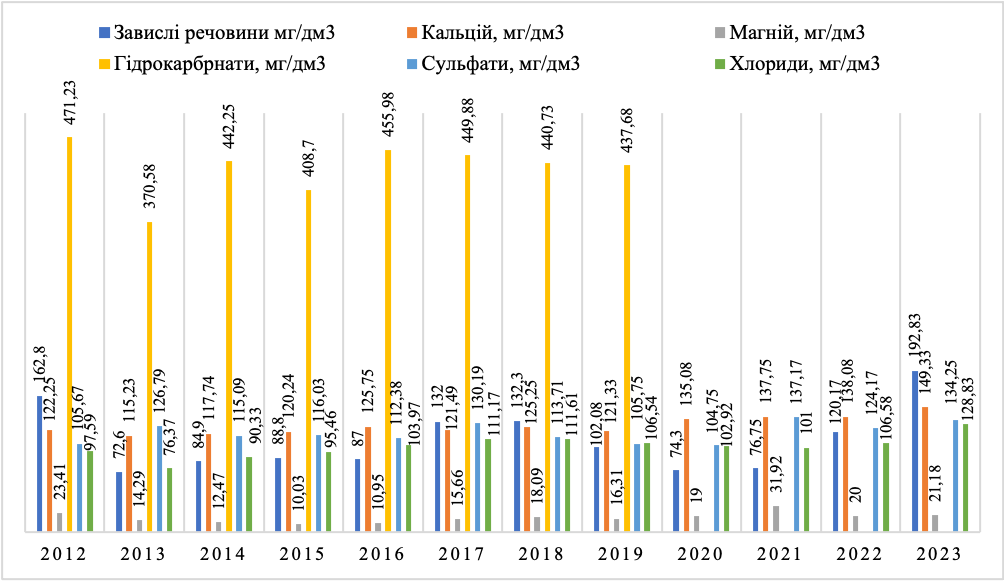 Завислі речовини мг/дм3 Кальцій, мг/дм3 Магній, мг/дм3
Гідрокарбрнати, мг/дм3 Сульфати, мг/дм3 Хлориди, мг/дм3
162,8 122,25 23,41 471,23 105,67 97,59
72,6 115,23 14,29 370,58 126,79 76,37
84,9 117,74 12,47 442,25 115,09 90,33
88,8 120,24 10,03 408,7 116,03 95,46
87 125,75 10,95 455,98 112,38 103,97
132 121,49 15,66 449,88 130,19 111,17
132,3 125,25 18,09 440,73 113,71 111,61
102,08 121,33 16,31 437,68 105,75 106,54
74,3 135,08 19 104,75 102,92
76,75 137,75 31,92 137,17 101
120,17 138,08 20 124,17 106,58
192,83 149,33 21,18 134,25 128,83
2012 2013 2014 2015 2016 2017 2018 2019 2020 2021 2022 2023